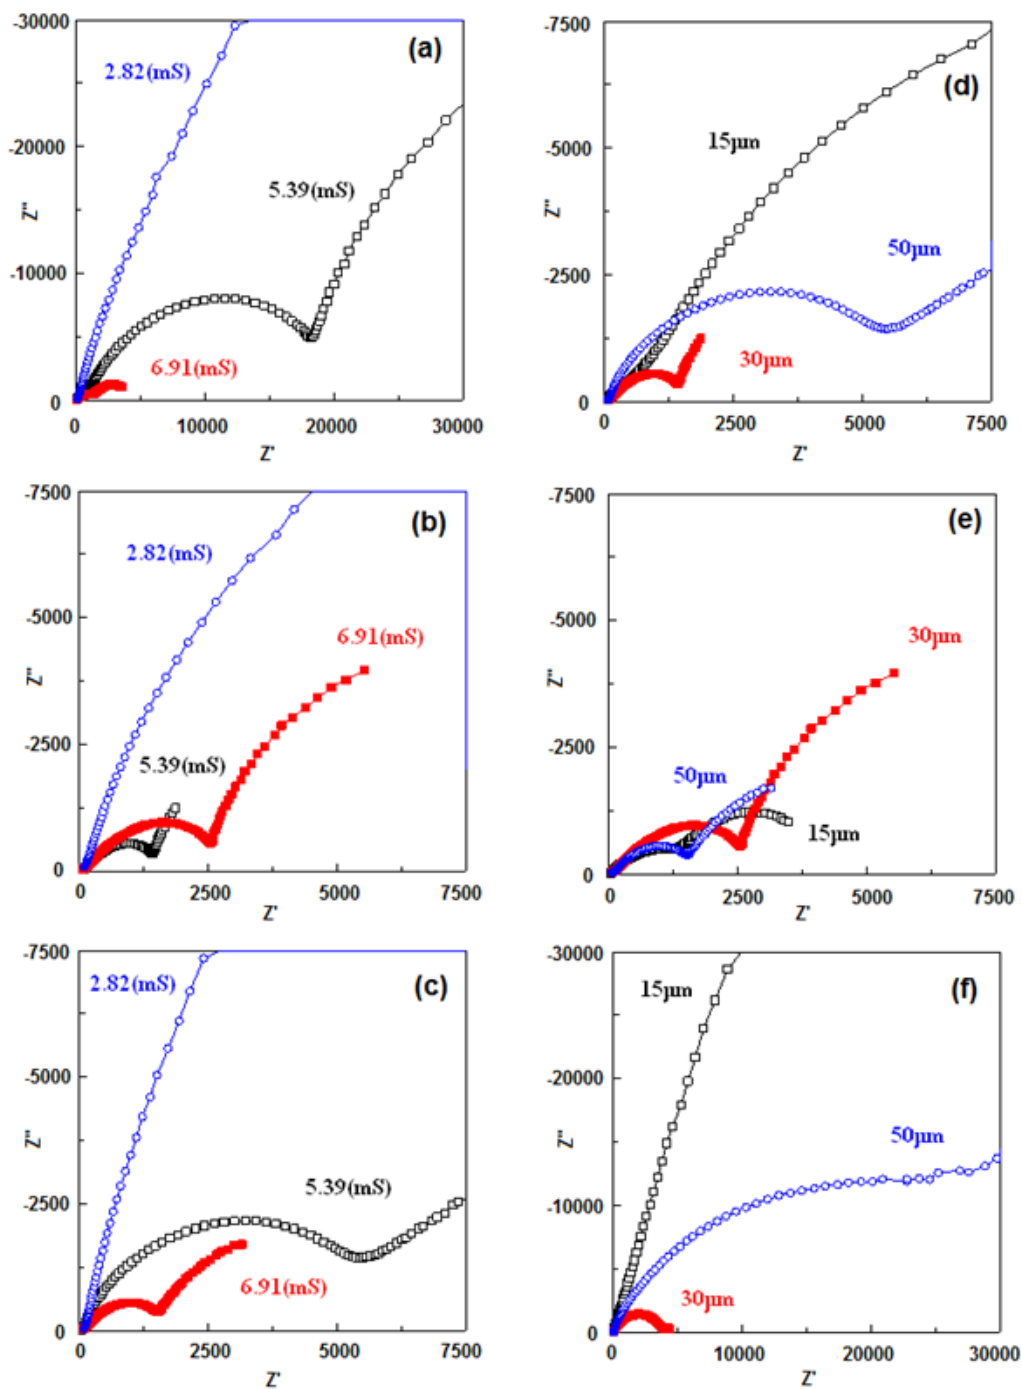 -30000
(a)
2.82(mS)
-20000
5.39(mS)
Z''
-10000
6.91(mS)
0
0 10000 20000 30000
Z'
-7500
(d)
15µm
-5000
Z''
50µm
-2500
30µm
0
0 2500 5000 7500
Z'
-7500
(b)
2.82(mS)
-5000
6.91(mS)
Z''
-2500
5.39(mS)
0
0 2500 5000 7500
Z'
-7500
(e)
-5000
30µm
Z''
-2500
50µm
15µm
0
0 2500 5000 7500
Z'
-7500
2.82(mS)
(c)
-5000
Z''
5.39(mS)
-2500
6.91(mS)
0
0 2500 5000 7500
Z'
-30000
15µm
(f)
-20000
Z''
50µm
-10000
30µm
0
0 10000 20000 30000
Z'